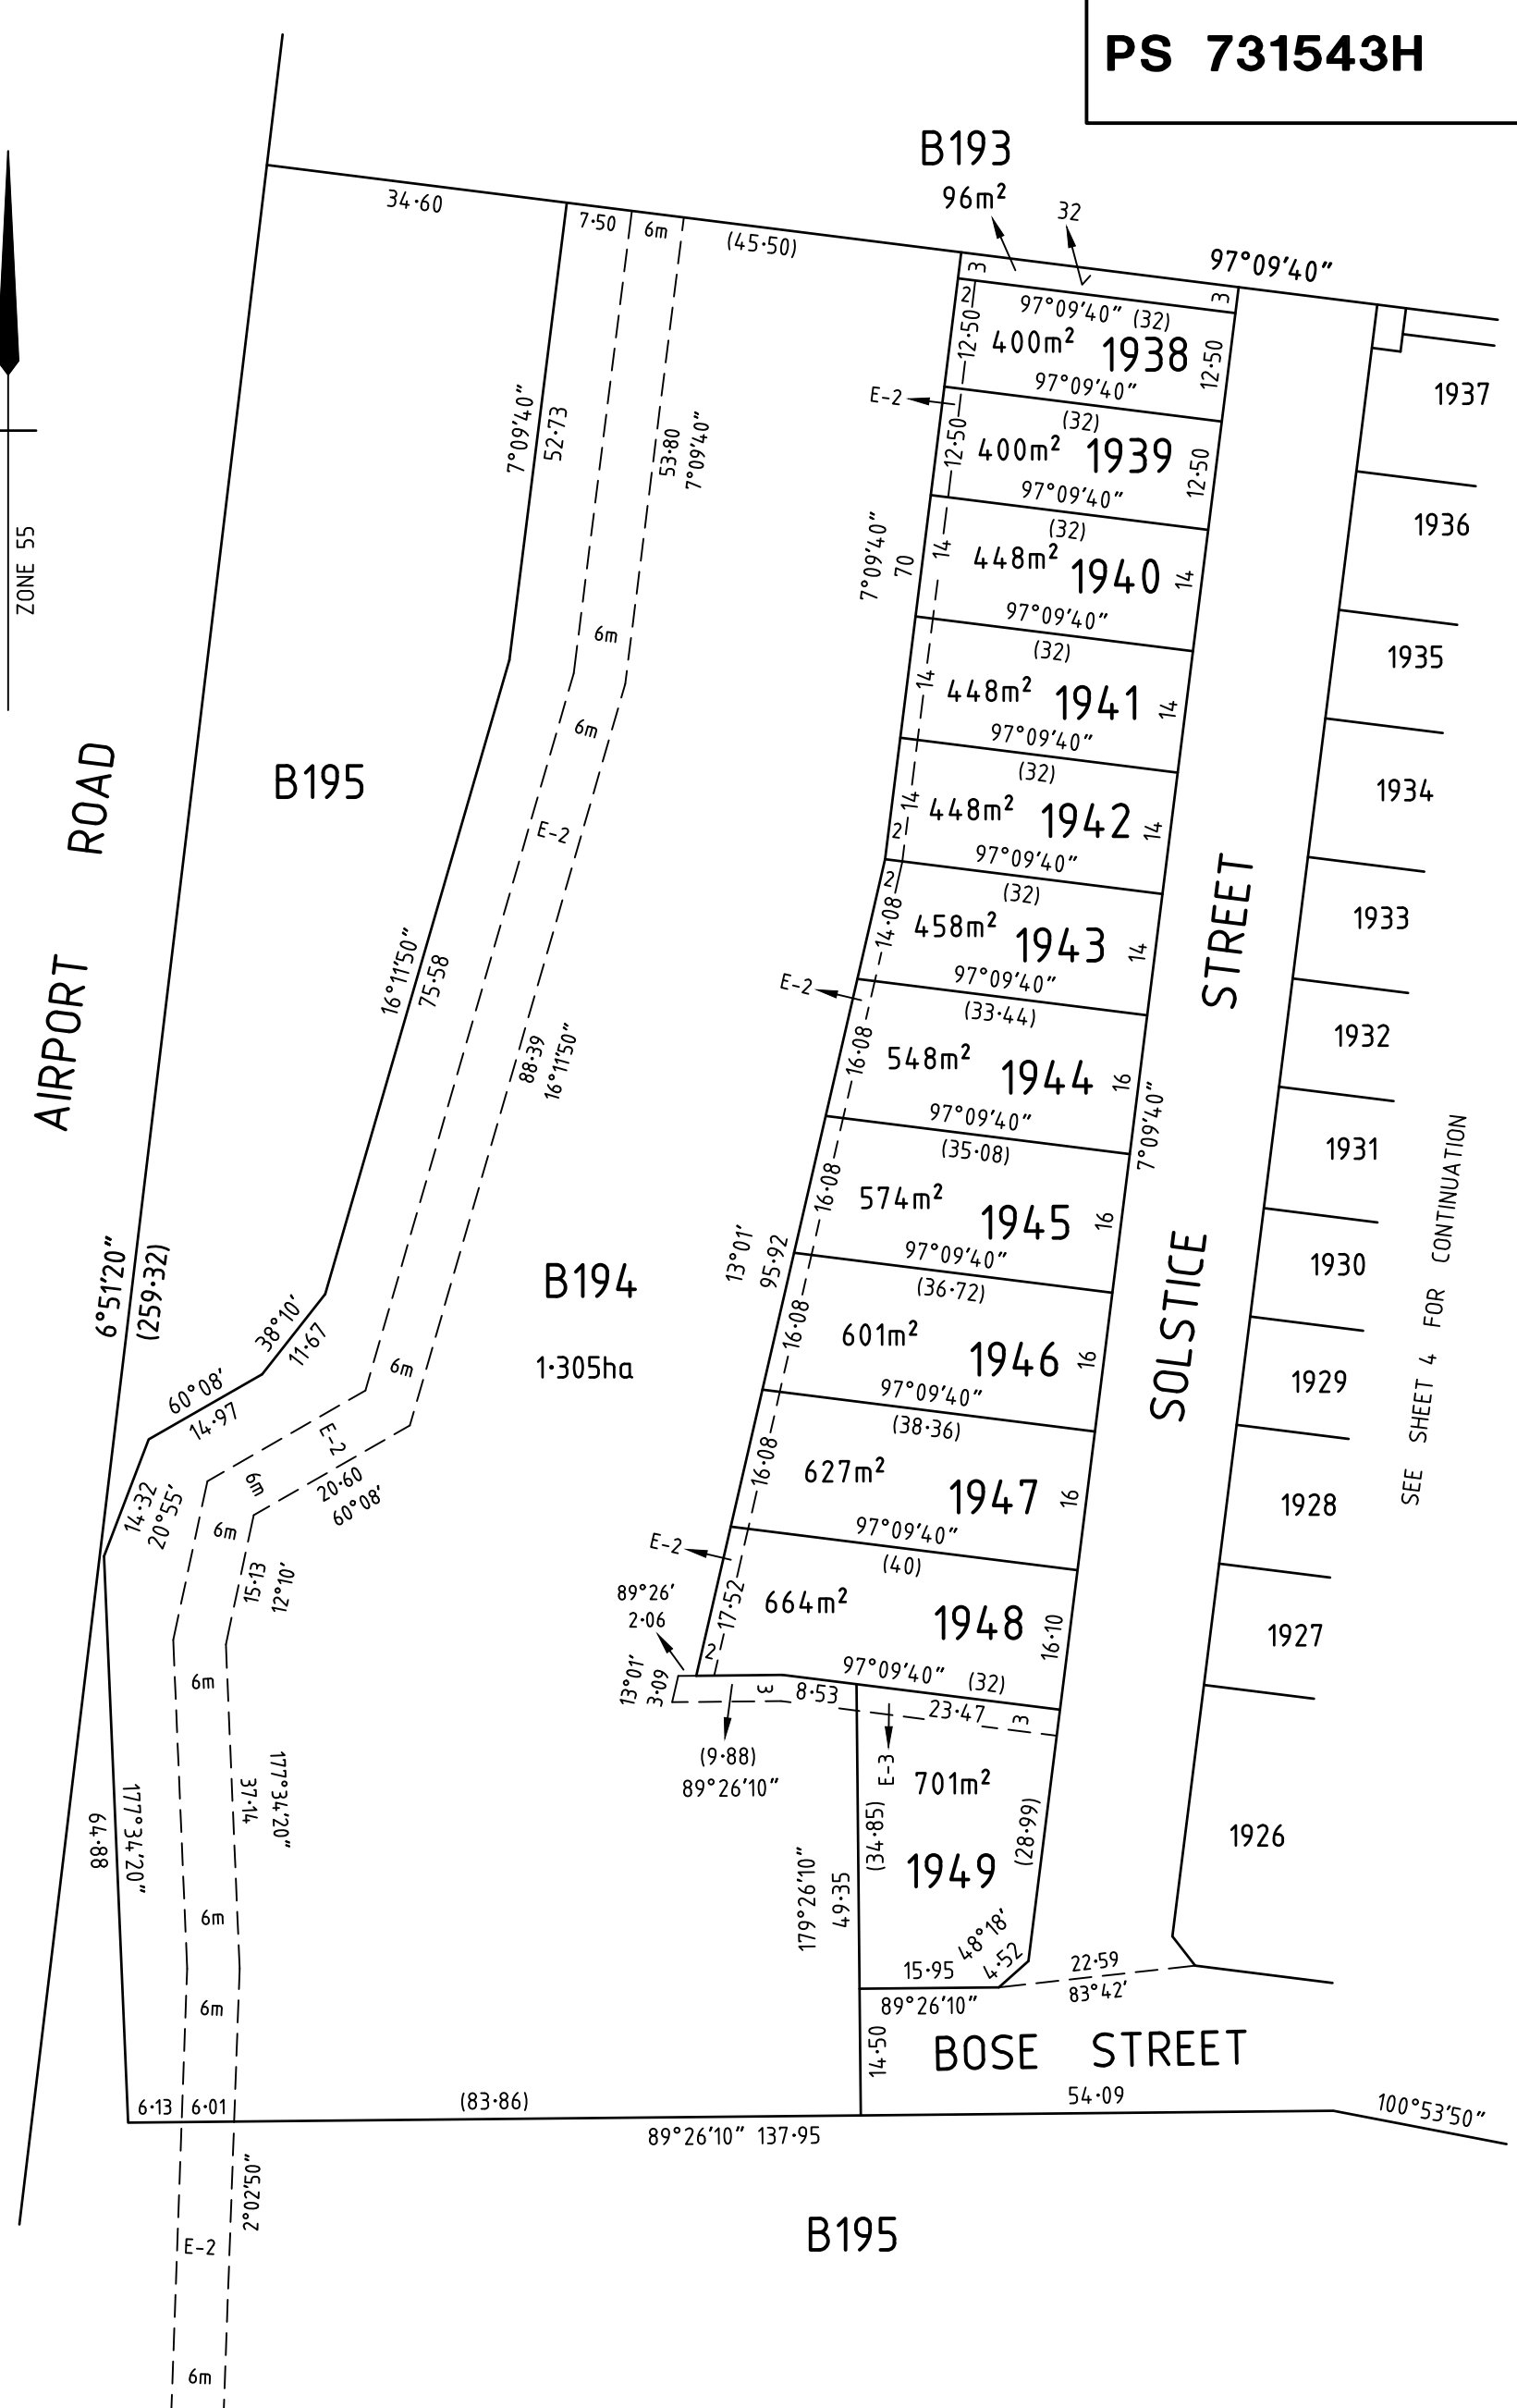 PS 731543H
B193
96m²
32
34·60
7·50
6m
(45·50)
97°09'40"
3
3
2
97°09'40" (32)
12·50
400m² 1938
12·50
97°09'40"
1937
E-2
(32)
12·50
400m² 1939
12·50
97°09'40"
7°09'40"
52·73
53·80
7°09'40"
ZONE 55
1936
(32)
14
448m² 1940
14
97°09'40"
7°09'40"
70
6m
1935
(32)
14
448m² 1941
14
97°09'40"
6m
B195
AIRPORT ROAD
E-2
(32)
14
2
448m² 1942
14
97°09'40"
1934
2
(32)
14·08
458m² 1943
14
97°09'40"
STREET
1933
16°11'50"
75·58
E-2
(33·44)
16·08
548m² 1944
16
97°09'40"
7°09'40"
88·39
16°11'50"
1932
(35·08)
16·08
574m² 1945
16
97°09'40"
1931
SEE SHEET 4 FOR CONTINUATION
13°01'
95·92
B194
1·305ha
6°51'20"
(259·32)
(36·72)
16·08
601m² 1946
16
97°09'40"
SOLSTICE
1930
38°10'
11·67
6m
60°08'
14·97
1929
(38·36)
16·08
627m² 1947
16
97°09'40"
E-2
6m
20·60
60°08'
1928
14·32
20°55'
6m
15·13
12°10'
E-2
(40)
17·52
664m² 1948
16·10
2
97°09'40" (32)
89°26'
2·06
13°01'
3·09
1927
6m
3
8·53
23·47
3
(9·88)
89°26'10"
E-3
701m²
(34·85)
(28·99)
1949
1926
177°34'20"
64·88
37·14
177°34'20"
179°26'10"
49·35
6m
48°18'
4·52
15·95
89°26'10"
22·59
83°42'
6m
14·50
BOSE STREET
6·13
6·01
(83·86)
54·09
100°53'50"
89°26'10" 137·95
2°02'50"
E-2
B195
6m